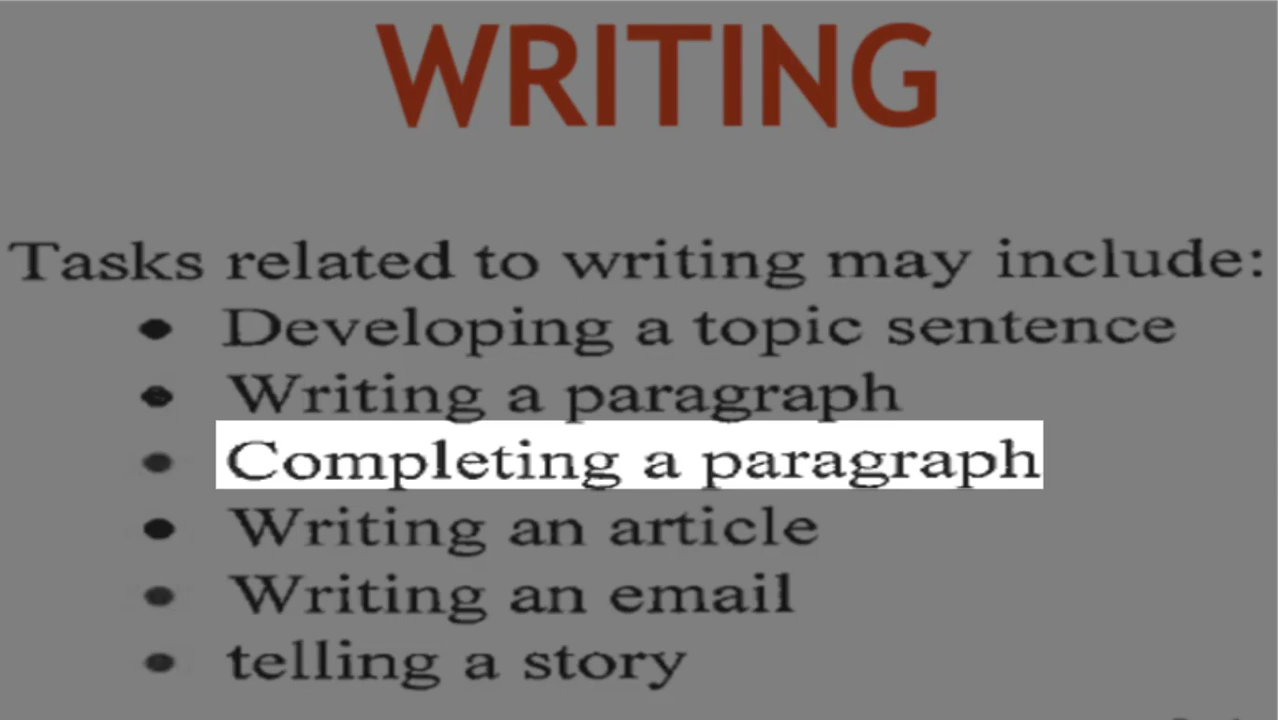 WRITING
Tasks related to writing may include:
• Developing a topic sentence
• Writing a paragraph
• Completing a paragraph
• Writing an article
• Writing an email
• telling a story